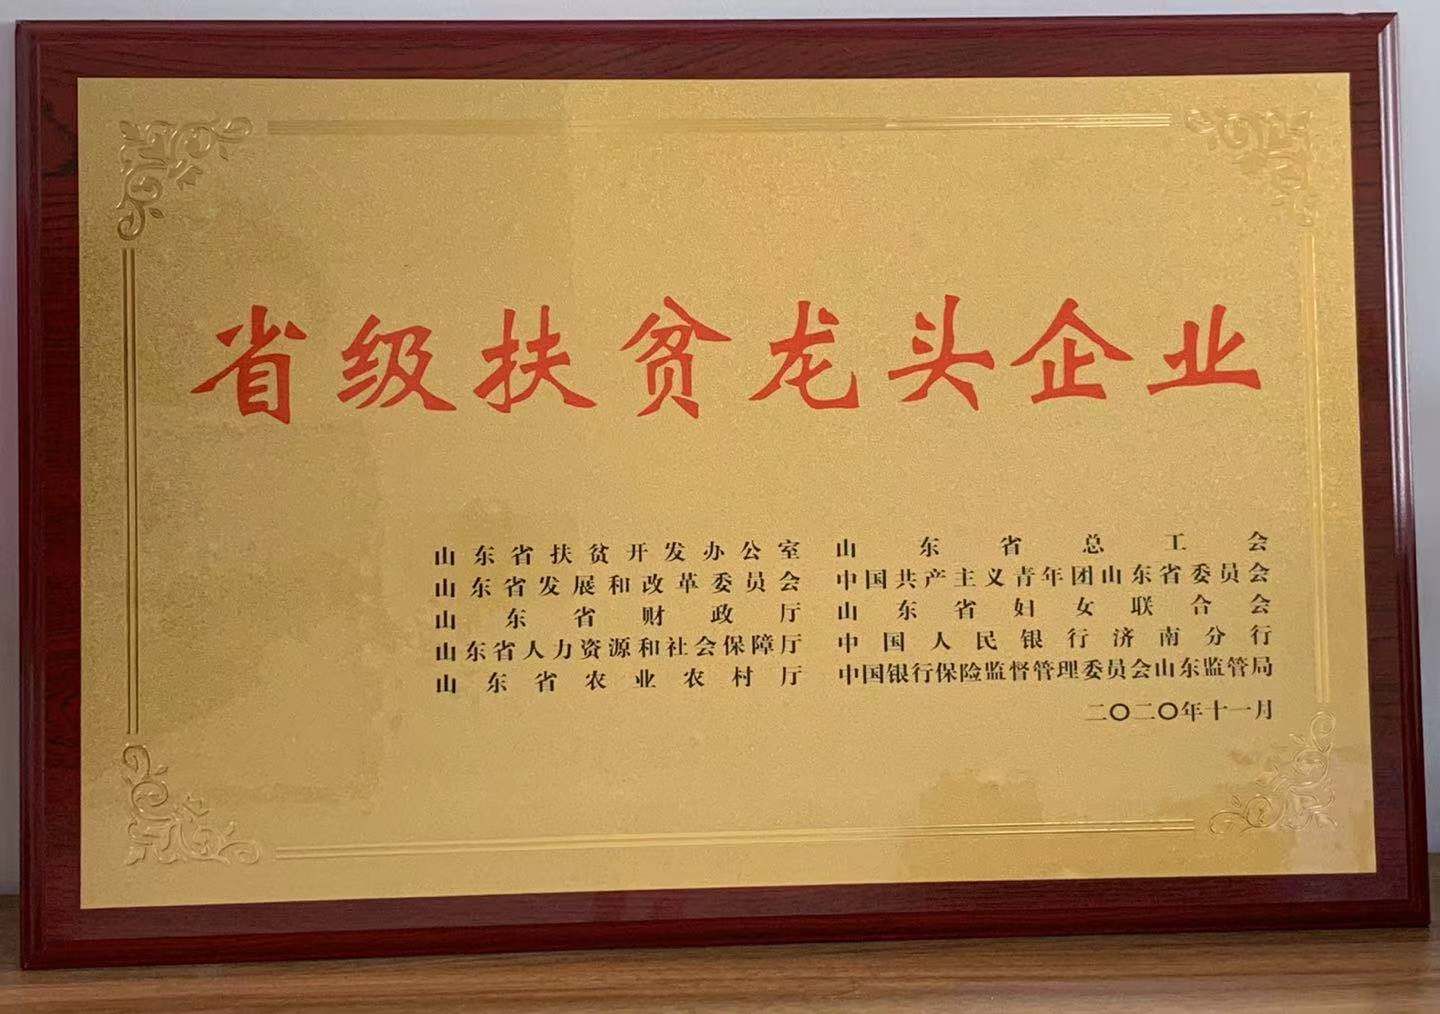 省级扶贫龙头企业
山东省扶贫开发办公室 山东省总工会
山东省发展和改革委员会 中国共产主义青年团山东省委员会
山东省财政厅 山东省妇女联合会
山东省人力资源和社会保障厅 中国人民银行济南分行
山东省农业农村厅 中国银行保险监督管理委员会山东监管局
二〇二〇年十一月